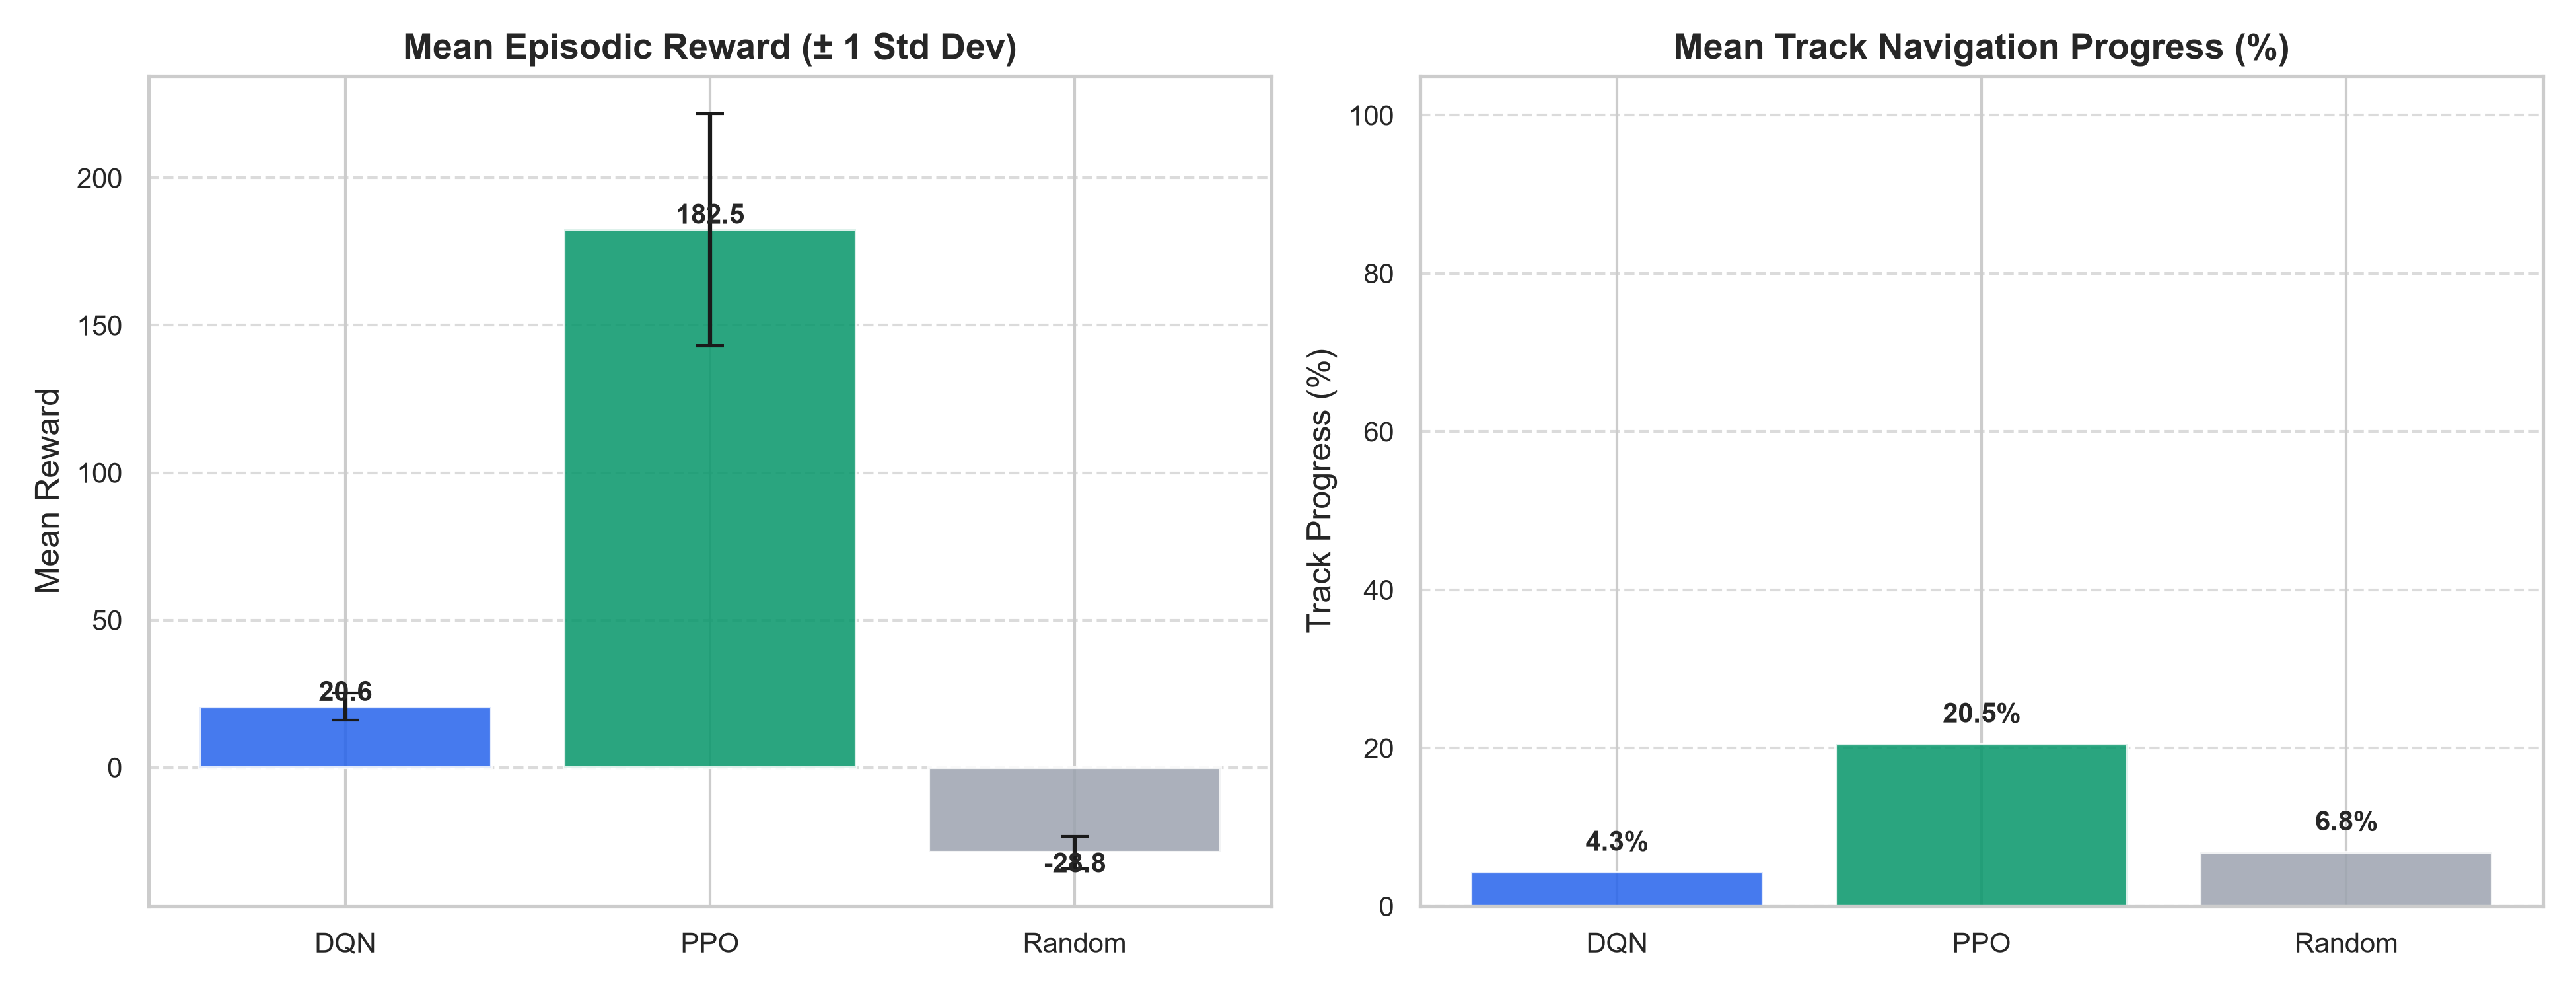 Mean Episodic Reward (± 1 Std Dev)
Mean Reward
200
150
100
50
0
182.5
20.6
-28.8
DQN
PPO
Random
Mean Track Navigation Progress (%)
Track Progress (%)
100
80
60
40
20
0
4.3%
20.5%
6.8%
DQN
PPO
Random